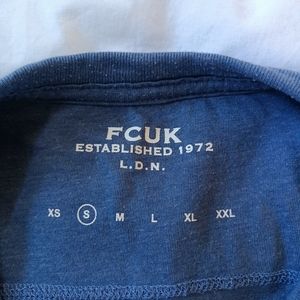 FCUK
ESTABLISHED 1972
L.D.N.
XS S M L XL XXL